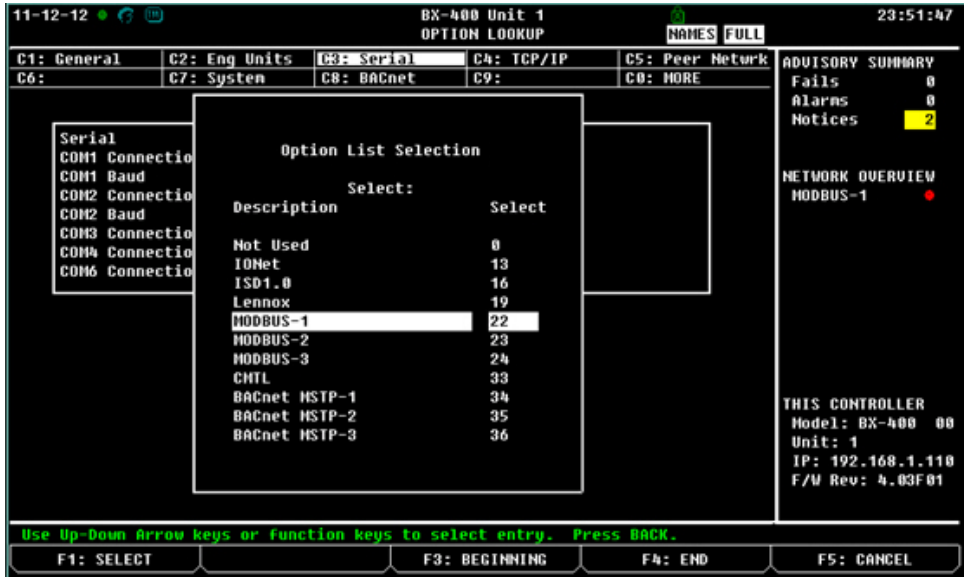 11-12-12 BX-400 Unit 1 23:51:47
OPTION LOOKUP NAMES FULL
C1: General C2: Eng Units C3: Serial C4: TCP/IP C5: Peer Netwrk
C6: C7: System C8: BACnet C9: C0: MORE
ADVISORY SUMMARY
Fails 0
Alarms 0
Notices 2
NETWORK OVERVIEW
MODBUS-1
Serial
COM1 Connectio
COM1 Baud
COM2 Connectio
COM2 Baud
COM3 Connectio
COM4 Connectio
COM6 Connectio
Option List Selection
Select:
Description Select
Not Used 0
IONet 13
ISD1.0 16
Lennox 19
MODBUS-1 22
MODBUS-2 23
MODBUS-3 24
CMTL 33
BACnet MSTP-1 34
BACnet MSTP-2 35
BACnet MSTP-3 36
THIS CONTROLLER
Model: BX-400 00
Unit: 1
IP: 192.168.1.110
F/W Rev: 4.03F01
Use Up-Down Arrow keys or function keys to select entry. Press BACK.
F1: SELECT F3: BEGINNING F4: END F5: CANCEL